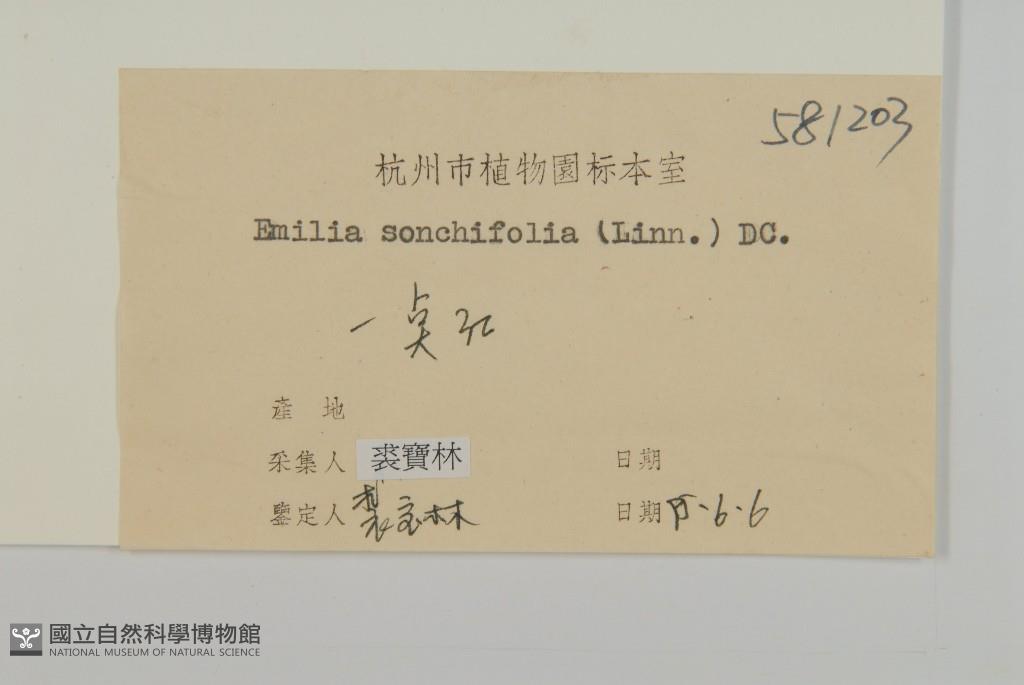 581203
杭州市植物園标本室
Emilia sonchifolia (Linn.) DC.
一点红
產 地
采集人 裘寶林 日期
鑒定人 裘宝林 日期 6.6
國立自然科學博物館
NATIONAL MUSEUM OF NATURAL SCIENCE